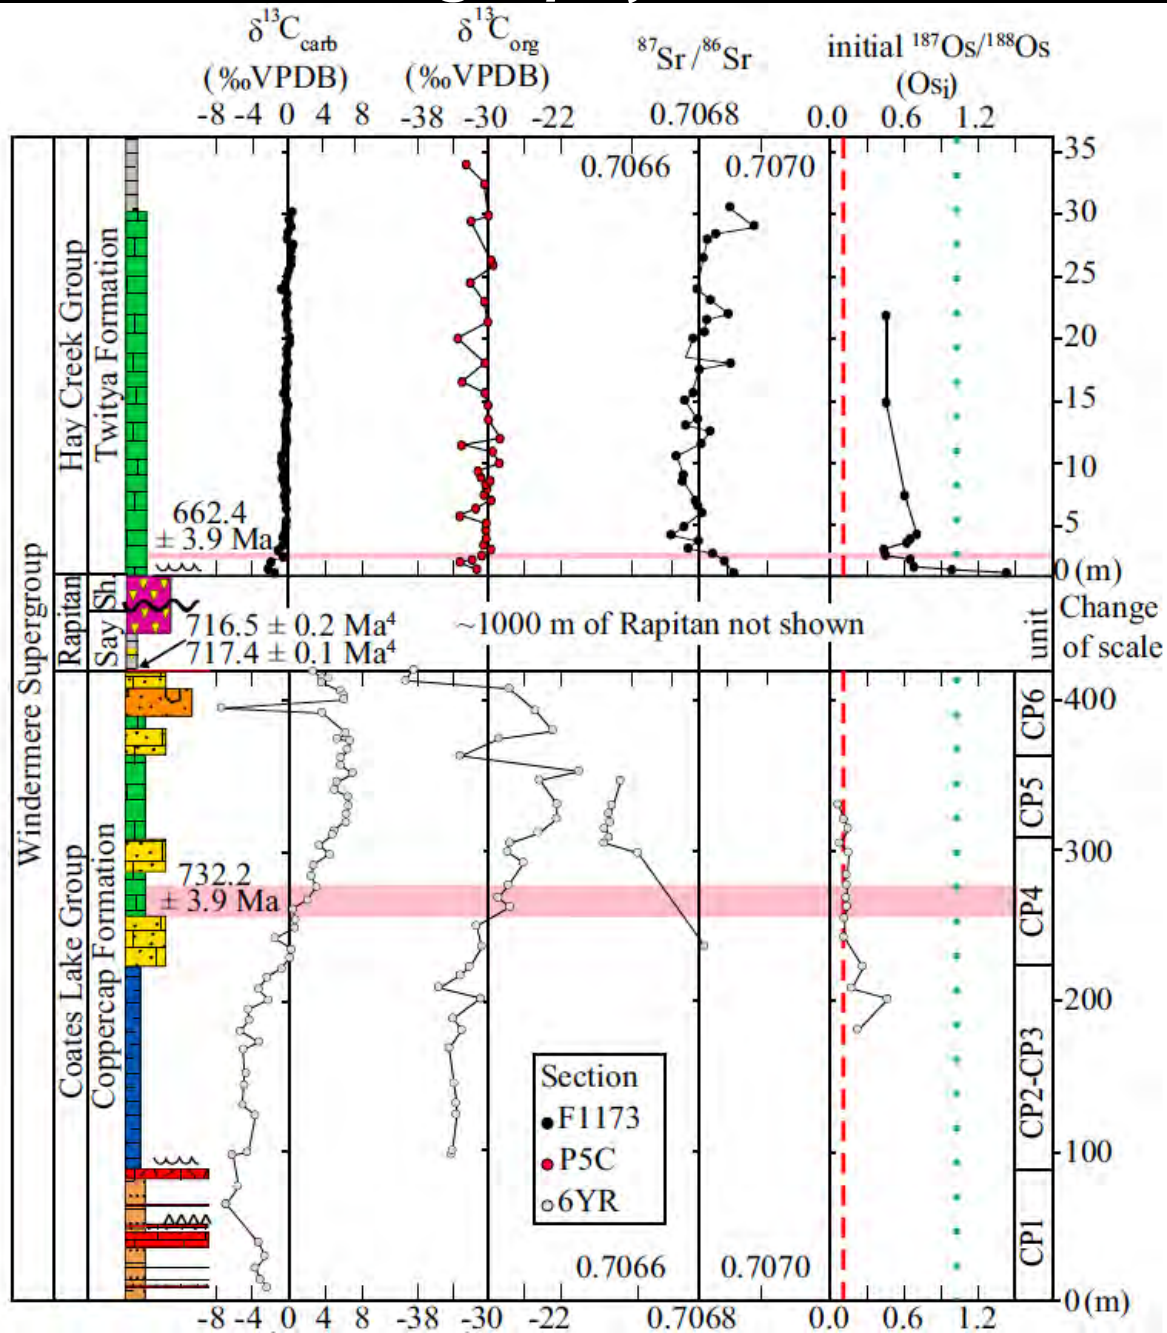 δ¹³Ccarb
(‰VPDB)
δ¹³Corg
(‰VPDB)
⁸⁷Sr/⁸⁶Sr
initial ¹⁸⁷Os/¹⁸⁸Os
(Osi)
-8 -4 0 4 8
-38 -30 -22
0.7068
0.0 0.6 1.2
0.7066 0.7070
35
30
25
20
15
10
5
0 (m)
Windermere Supergroup
Hay Creek Group
Twitya Formation
662.4
± 3.9 Ma
Rapitan
Say Sh.
716.5 ± 0.2 Ma⁴
717.4 ± 0.1 Ma⁴
~1000 m of Rapitan not shown
unit
Change
of scale
Coates Lake Group
Coppercap Formation
732.2
± 3.9 Ma
CP6
CP5
CP4
CP2-CP3
CP1
400
300
200
100
0 (m)
Section
F1173
P5C
6YR
0.7066 0.7070
-8 -4 0 4 8
-38 -30 -22
0.7068
0.0 0.6 1.2